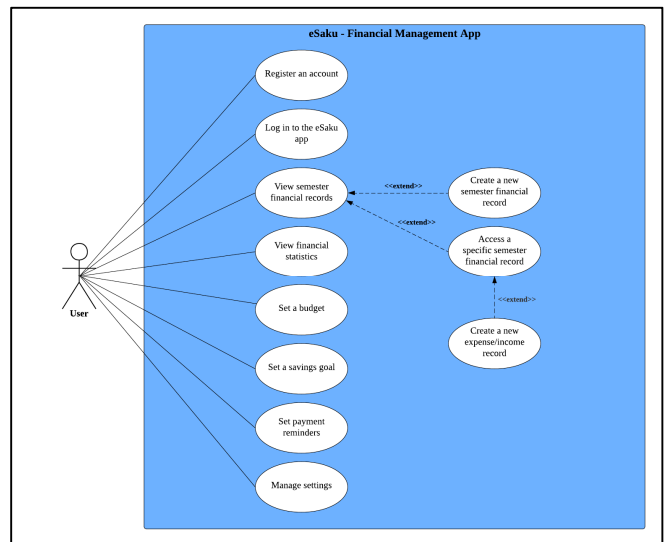 eSaku - Financial Management App
Register an account
Log in to the eSaku
app
View semester
financial records
<<extend>>
Create a new
semester financial
record
<<extend>>
Access a
specific semester
financial record
View financial
statistics
User
<<extend>>
Set a budget
Create a new
expense/income
record
Set a savings goal
Set payment
reminders
Manage settings